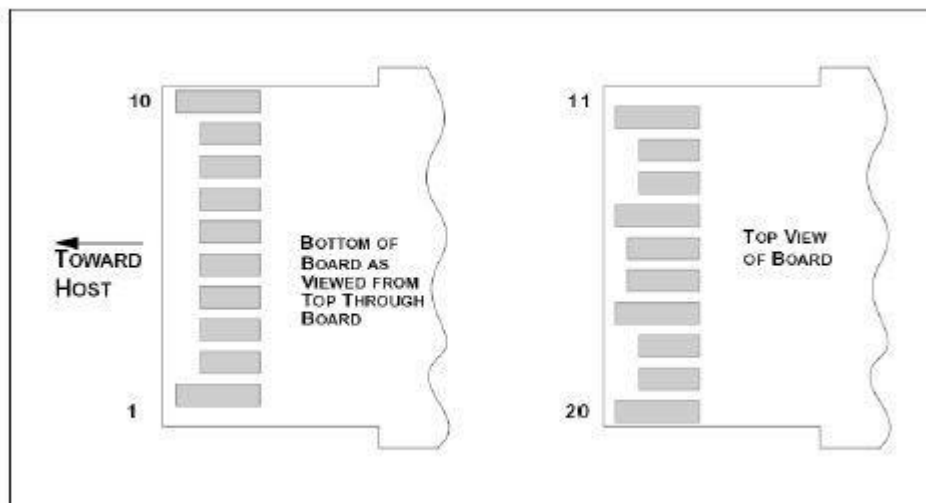 10
1
TOWARD
HOST
BOTTOM OF
BOARD AS
VIEWED FROM
TOP THROUGH
BOARD
11
20
TOP VIEW
OF BOARD